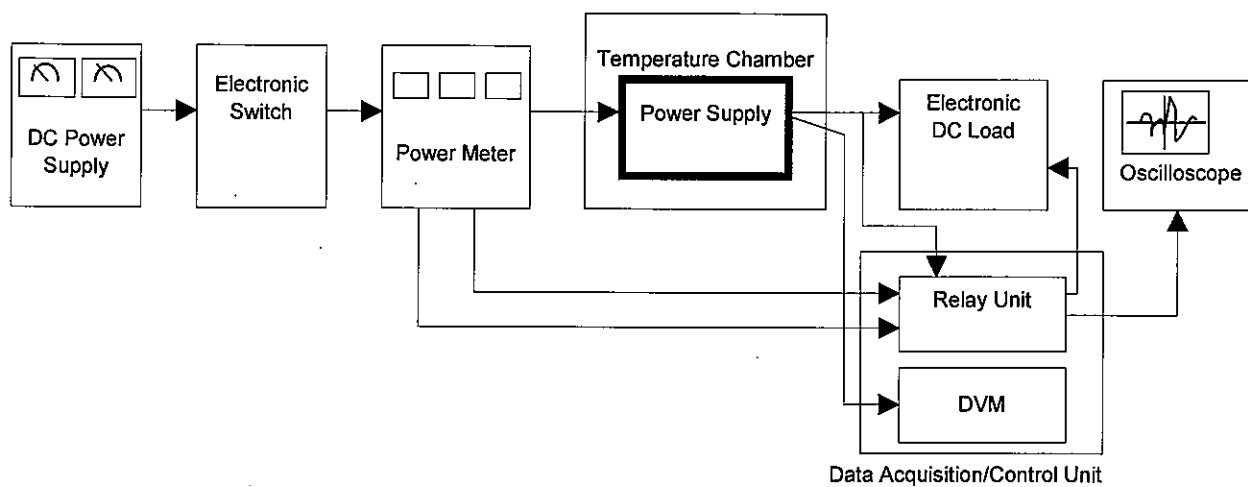 DC Power
Supply
Electronic
Switch
Power Meter
Temperature Chamber
Power Supply
Electronic
DC Load
Oscilloscope
Relay Unit
DVM
Data Acquisition/Control Unit